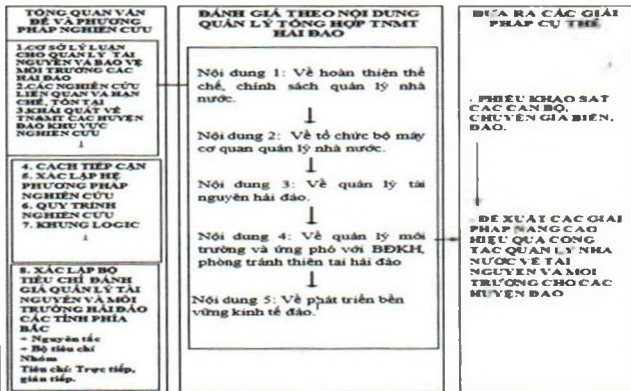 TỔNG QUAN VẤN
ĐỀ VÀ PHƯƠNG
PHÁP NGHIÊN CỨU
1.CƠ SỞ LÝ LUẬN
CHO QUẢN LÝ TÀI
NGUYÊN VÀ BẢO VỆ
MÔI TRƯỜNG CÁC
HẢI ĐẢO
2.CÁC NGHIÊN CỨU
LIÊN QUAN VÀ HẠN
CHẾ, TỒN TẠI
3.KHÁI QUÁT VỀ
TN&MT CÁC HUYỆN
ĐẢO KHU VỰC
NGHIÊN CỨU
4. CÁCH TIẾP CẬN
5. XÁC LẬP HỆ
PHƯƠNG PHÁP
NGHIÊN CỨU
6. QUY TRÌNH
NGHIÊN CỨU
7. KHUNG LOGIC
8. XÁC LẬP BỘ
TIÊU CHÍ ĐÁNH
GIÁ QUẢN LÝ TÀI
NGUYÊN VÀ MÔI
TRƯỜNG HẢI ĐẢO
CÁC TỈNH PHÍA
BẮC
+ Nguyên tắc
+ Bộ tiêu chí
Nhóm
Tiêu chí: Trực tiếp,
gián tiếp.
ĐÁNH GIÁ THEO NỘI DUNG
QUẢN LÝ TỔNG HỢP TNMT
HẢI ĐẢO
Nội dung 1: Về hoàn thiện thể
chế, chính sách quản lý nhà
nước.
Nội dung 2: Về tổ chức bộ máy
cơ quan quản lý nhà nước.
Nội dung 3: Về quản lý tài
nguyên hải đảo.
Nội dung 4: Về quản lý môi
trường và ứng phó với BĐKH,
phòng tránh thiên tai hải đảo
Nội dung 5: Về phát triển bền
vững kinh tế đảo.
ĐƯA RA CÁC GIẢI
PHÁP CỤ THỂ
. PHIẾU KHẢO SÁT
CÁC CÁN BỘ,
CHUYÊN GIA BIỂN,
ĐẢO.
- ĐỀ XUẤT CÁC GIẢI
PHÁP NÂNG CAO
HIỆU QUẢ CÔNG
TÁC QUẢN LÝ NHÀ
NƯỚC VỀ TÀI
NGUYÊN VÀ MÔI
TRƯỜNG CHO CÁC
HUYỆN ĐẢO